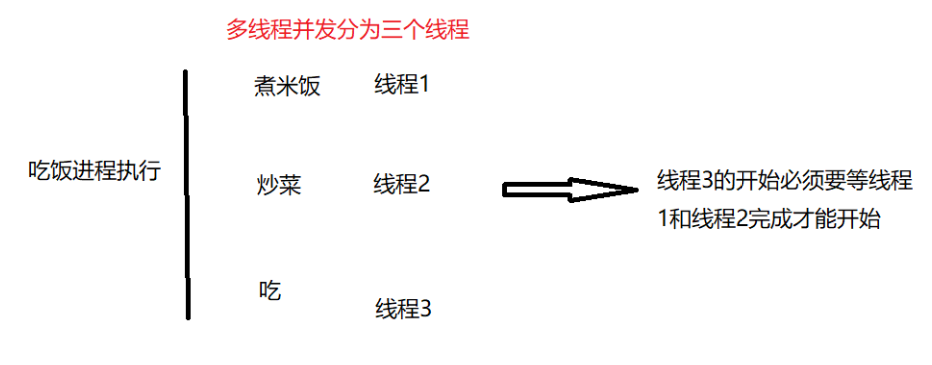 多线程并发分为三个线程
煮米饭 线程1
吃饭进程执行
炒菜 线程2
线程3的开始必须要等线程
1和线程2完成才能开始
吃 线程3